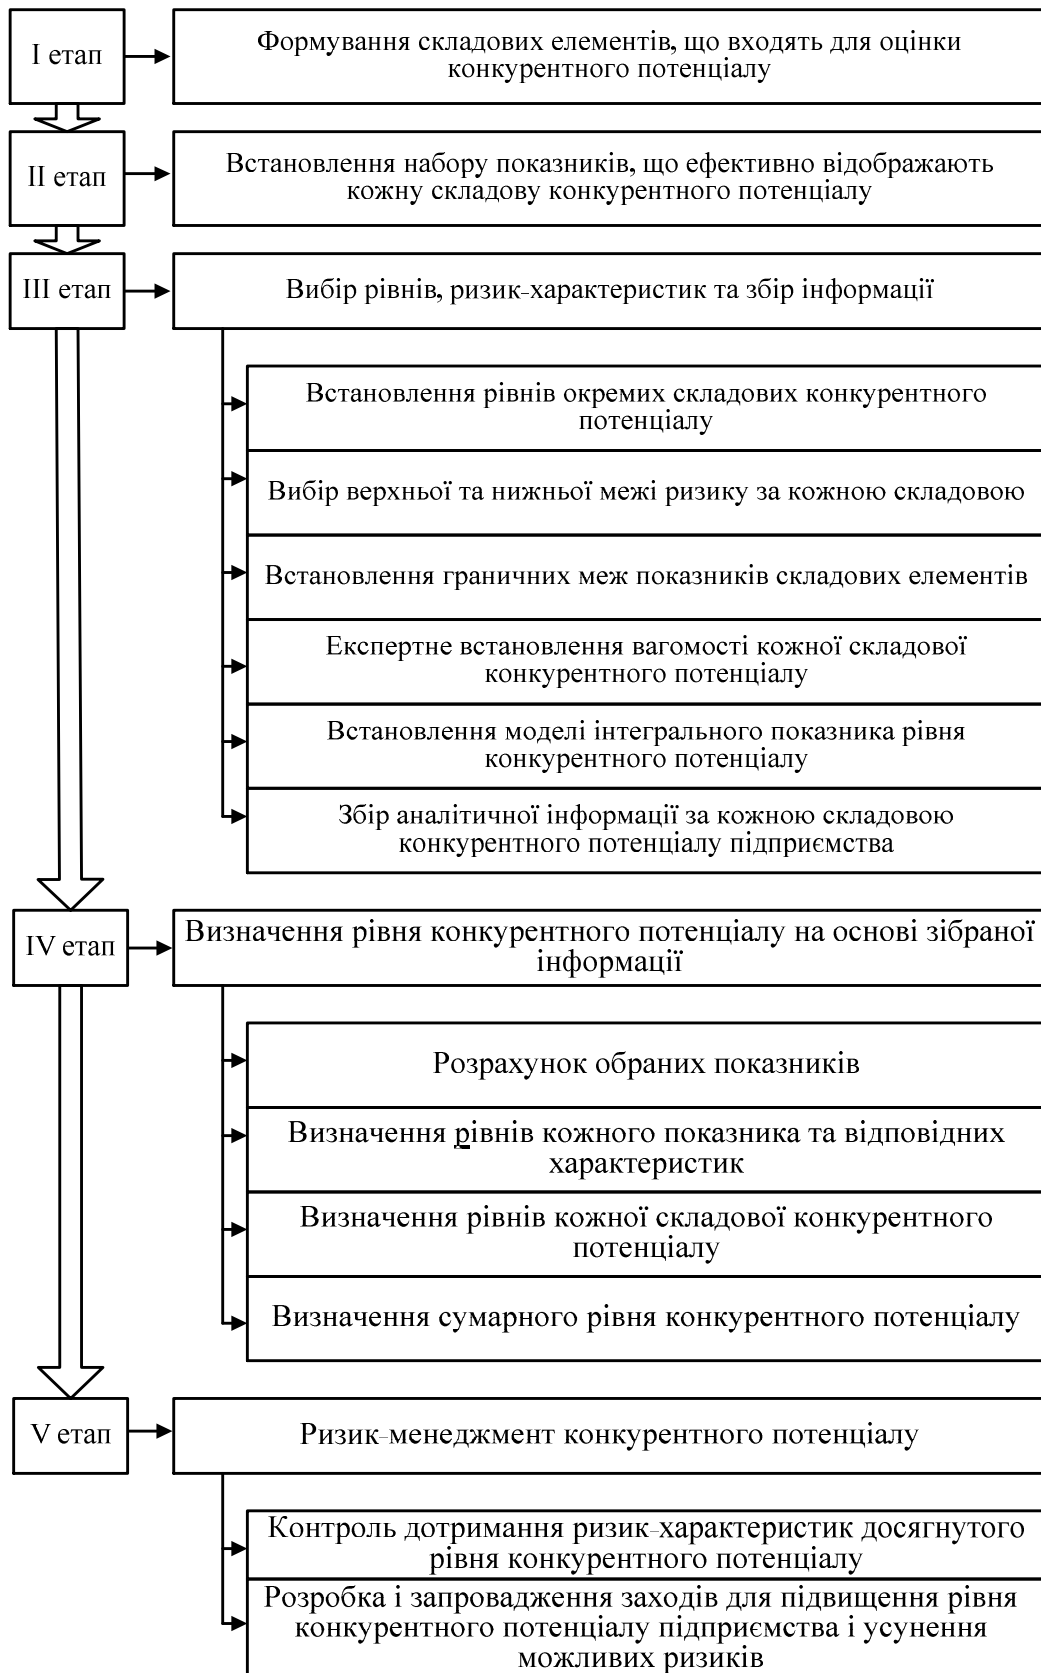 I етап
Формування складових елементів, що входять для оцінки
конкурентного потенціалу
II етап
Встановлення набору показників, що ефективно відображають
кожну складову конкурентного потенціалу
III етап
Вибір рівнів, ризик-характеристик та збір інформації
Встановлення рівнів окремих складових конкурентного
потенціалу
Вибір верхньої та нижньої межі ризику за кожною складовою
Встановлення граничних меж показників складових елементів
Експертне встановлення вагомості кожної складової
конкурентного потенціалу
Встановлення моделі інтегрального показника рівня
конкурентного потенціалу
Збір аналітичної інформації за кожною складовою
конкурентного потенціалу підприємства
IV етап
Визначення рівня конкурентного потенціалу на основі зібраної
інформації
Розрахунок обраних показників
Визначення рівнів кожного показника та відповідних
характеристик
Визначення рівнів кожної складової конкурентного
потенціалу
Визначення сумарного рівня конкурентного потенціалу
V етап
Ризик-менеджмент конкурентного потенціалу
Контроль дотримання ризик-характеристик досягнутого
рівня конкурентного потенціалу
Розробка і запровадження заходів для підвищення рівня
конкурентного потенціалу підприємства і усунення
можливих ризиків